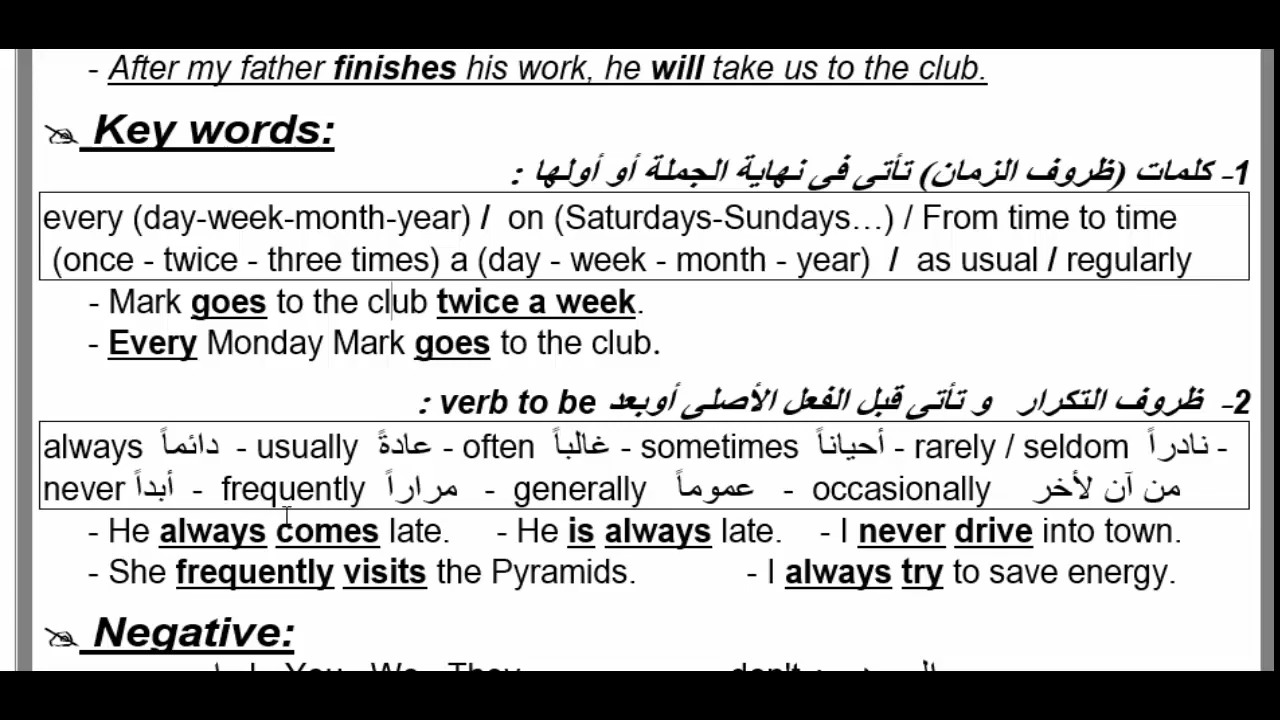 - After my father finishes his work, he will take us to the club.
Key words:
1- كلمات (ظروف الزمان) تأتى فى نهاية الجملة أو أولها :
every (day-week-month-year) / on (Saturdays-Sundays…) / From time to time
(once - twice - three times) a (day - week - month - year) / as usual / regularly
- Mark goes to the club twice a week.
- Every Monday Mark goes to the club.
2- ظروف التكرار و تأتى قبل الفعل الأصلى أوبعد verb to be :
always دائماً - usually عادةً - often غالباً - sometimes أحياناً - rarely / seldom نادراً -
never أبداً - frequently مراراً - generally عموماً - occasionally من آن لأخر
- He always comes late. - He is always late. - I never drive into town.
- She frequently visits the Pyramids. - I always try to save energy.
Negative:
I - You - We - They don't